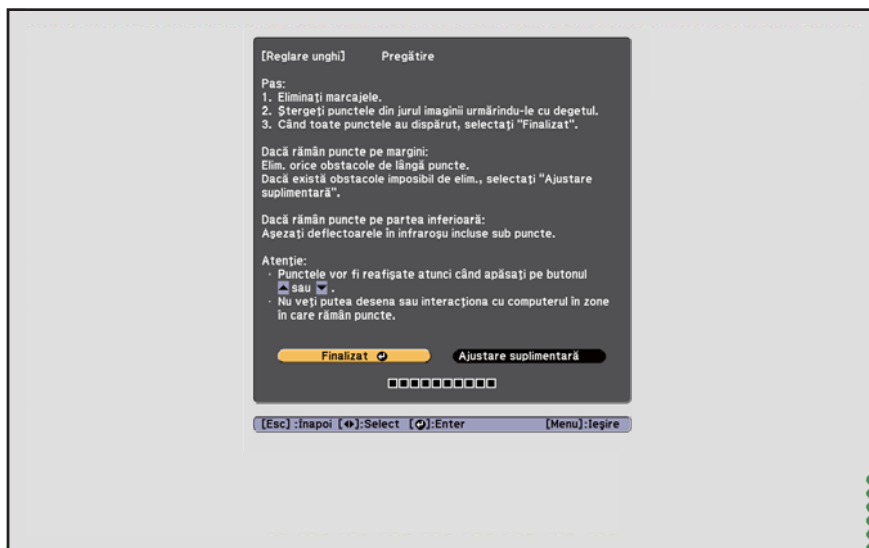 [Reglare unghi] Pregătire
Pas:
1. Eliminați marcajele.
2. Ștergeți punctele din jurul imaginii urmărindu-le cu degetul.
3. Când toate punctele au dispărut, selectați "Finalizat".
Dacă rămân puncte pe margini:
Elim. orice obstacole de lângă puncte.
Dacă există obstacole imposibil de elim., selectați "Ajustare
suplimentară".
Dacă rămân puncte pe partea inferioară:
Așezați deflectoarele în infraroșu incluse sub puncte.
Atenție:
· Punctele vor fi reafișate atunci când apăsați pe butonul
sau .
· Nu veți putea desena sau interacționa cu computerul în zone
în care rămân puncte.
Finalizat Ajustare suplimentară
[Esc] :Înapoi [◆]:Select [⏎]:Enter [Menu]:Ieșire